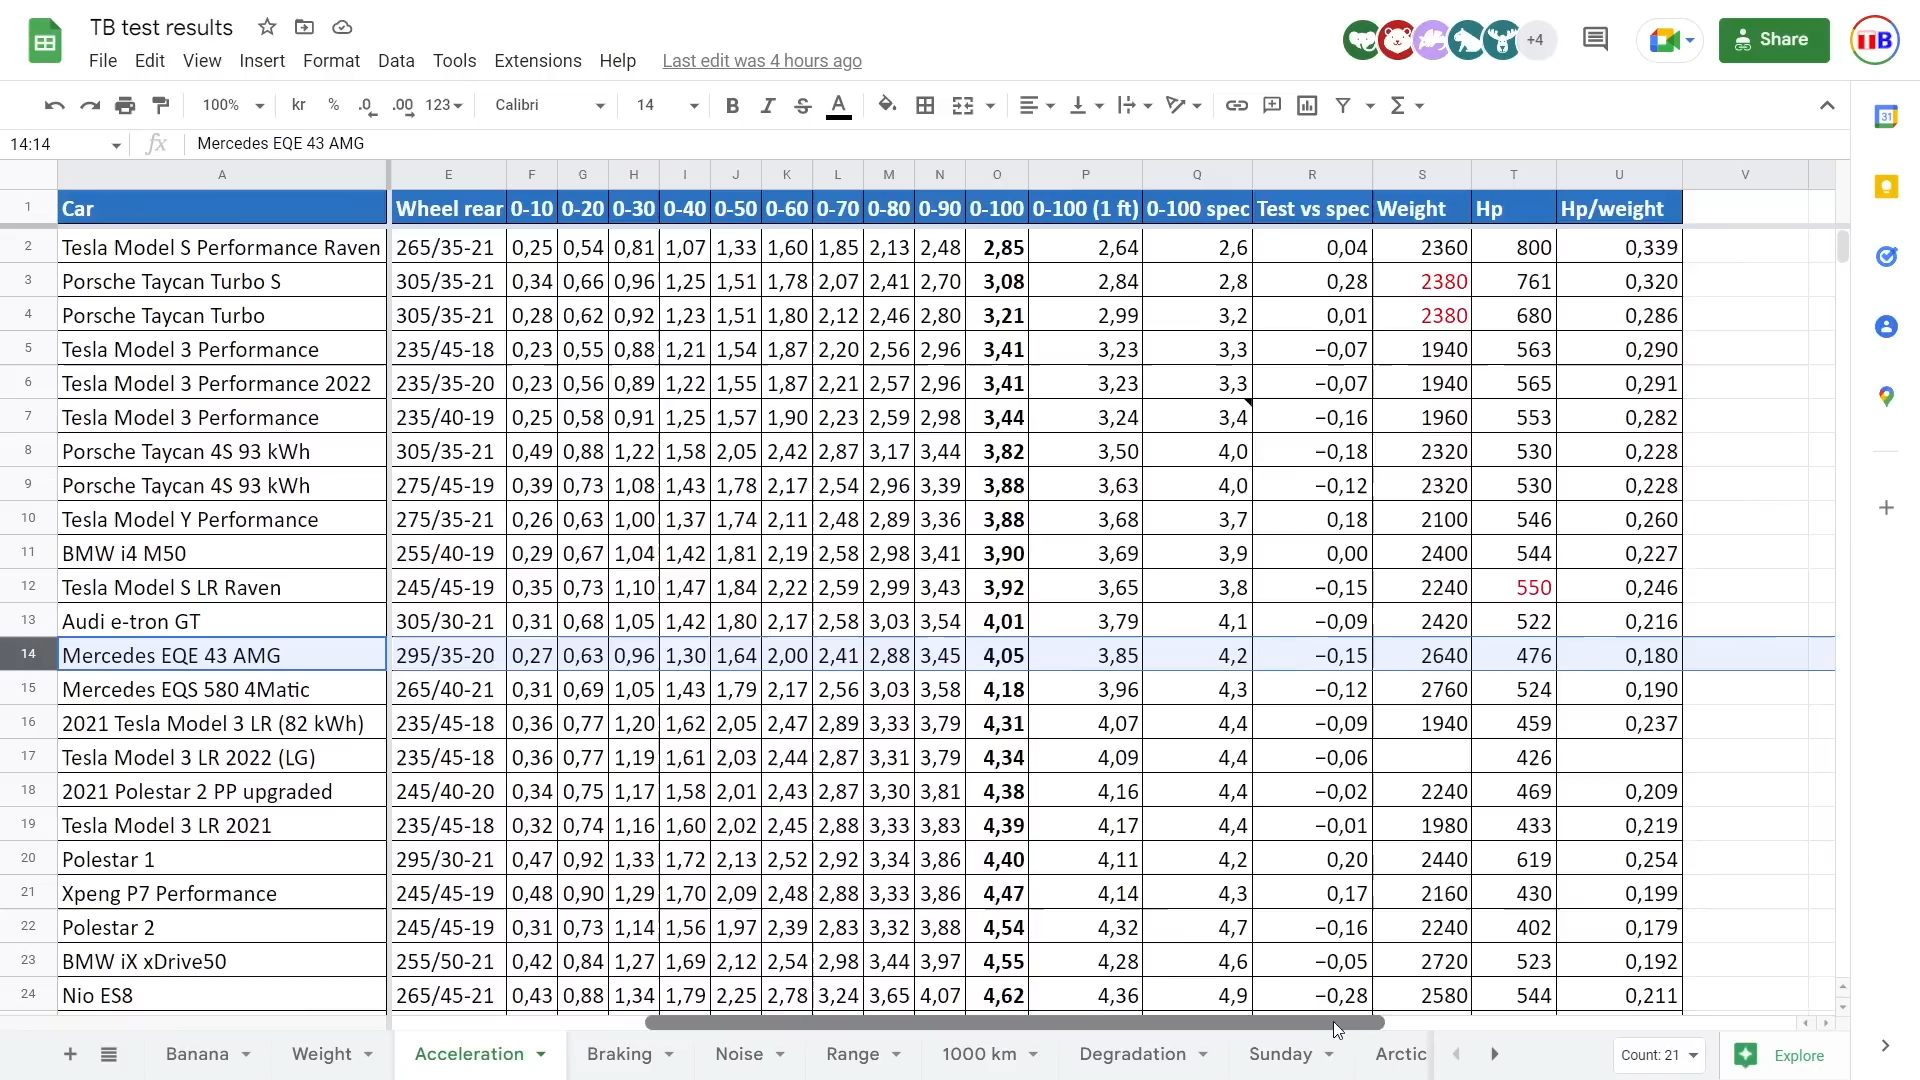 TB test results
File Edit View Insert Format Data Tools Extensions Help Last edit was 4 hours ago
+4
Share
TTB
100% kr % .0 .00 123 Calibri 14 B I S A
31
14:14 fx Mercedes EQE 43 AMG
A E F G H I J K L M N O P Q R S T U V
1 Car Wheel rear 0-10 0-20 0-30 0-40 0-50 0-60 0-70 0-80 0-90 0-100 0-100 (1 ft) 0-100 spec Test vs spec Weight Hp Hp/weight
2 Tesla Model S Performance Raven 265/35-21 0,25 0,54 0,81 1,07 1,33 1,60 1,85 2,13 2,48 2,85 2,64 2,6 0,04 2360 800 0,339
3 Porsche Taycan Turbo S 305/35-21 0,34 0,66 0,96 1,25 1,51 1,78 2,07 2,41 2,70 3,08 2,84 2,8 0,28 2380 761 0,320
4 Porsche Taycan Turbo 305/35-21 0,28 0,62 0,92 1,23 1,51 1,80 2,12 2,46 2,80 3,21 2,99 3,2 0,01 2380 680 0,286
5 Tesla Model 3 Performance 235/45-18 0,23 0,55 0,88 1,21 1,54 1,87 2,20 2,56 2,96 3,41 3,23 3,3 −0,07 1940 563 0,290
6 Tesla Model 3 Performance 2022 235/35-20 0,23 0,56 0,89 1,22 1,55 1,87 2,21 2,57 2,96 3,41 3,23 3,3 −0,07 1940 565 0,291
7 Tesla Model 3 Performance 235/40-19 0,25 0,58 0,91 1,25 1,57 1,90 2,23 2,59 2,98 3,44 3,24 3,4 −0,16 1960 553 0,282
8 Porsche Taycan 4S 93 kWh 305/35-21 0,49 0,88 1,22 1,58 2,05 2,42 2,87 3,17 3,44 3,82 3,50 4,0 −0,18 2320 530 0,228
9 Porsche Taycan 4S 93 kWh 275/45-19 0,39 0,73 1,08 1,43 1,78 2,17 2,54 2,96 3,39 3,88 3,63 4,0 −0,12 2320 530 0,228
10 Tesla Model Y Performance 275/35-21 0,26 0,63 1,00 1,37 1,74 2,11 2,48 2,89 3,36 3,88 3,68 3,7 0,18 2100 546 0,260
11 BMW i4 M50 255/40-19 0,29 0,67 1,04 1,42 1,81 2,19 2,58 2,98 3,41 3,90 3,69 3,9 0,00 2400 544 0,227
12 Tesla Model S LR Raven 245/45-19 0,35 0,73 1,10 1,47 1,84 2,22 2,59 2,99 3,43 3,92 3,65 3,8 −0,15 2240 550 0,246
13 Audi e-tron GT 305/30-21 0,31 0,68 1,05 1,42 1,80 2,17 2,58 3,03 3,54 4,01 3,79 4,1 −0,09 2420 522 0,216
14 Mercedes EQE 43 AMG 295/35-20 0,27 0,63 0,96 1,30 1,64 2,00 2,41 2,88 3,45 4,05 3,85 4,2 −0,15 2640 476 0,180
15 Mercedes EQS 580 4Matic 265/40-21 0,31 0,69 1,05 1,43 1,79 2,17 2,56 3,03 3,58 4,18 3,96 4,3 −0,12 2760 524 0,190
16 2021 Tesla Model 3 LR (82 kWh) 235/45-18 0,36 0,77 1,20 1,62 2,05 2,47 2,89 3,33 3,79 4,31 4,07 4,4 −0,09 1940 459 0,237
17 Tesla Model 3 LR 2022 (LG) 235/45-18 0,36 0,77 1,19 1,61 2,03 2,44 2,87 3,31 3,79 4,34 4,09 4,4 −0,06 426
18 2021 Polestar 2 PP upgraded 245/40-20 0,34 0,75 1,17 1,58 2,01 2,43 2,87 3,30 3,81 4,38 4,16 4,4 −0,02 2240 469 0,209
19 Tesla Model 3 LR 2021 235/45-18 0,32 0,74 1,16 1,60 2,02 2,45 2,88 3,33 3,83 4,39 4,17 4,4 −0,01 1980 433 0,219
20 Polestar 1 295/30-21 0,47 0,92 1,33 1,72 2,13 2,52 2,92 3,34 3,86 4,40 4,11 4,2 0,20 2440 619 0,254
21 Xpeng P7 Performance 245/45-19 0,48 0,90 1,29 1,70 2,09 2,48 2,88 3,33 3,86 4,47 4,14 4,3 0,17 2160 430 0,199
22 Polestar 2 245/45-19 0,31 0,73 1,14 1,56 1,97 2,39 2,83 3,32 3,88 4,54 4,32 4,7 −0,16 2240 402 0,179
23 BMW iX xDrive50 255/50-21 0,42 0,84 1,27 1,69 2,12 2,54 2,98 3,44 3,97 4,55 4,28 4,6 −0,05 2720 523 0,192
24 Nio ES8 265/45-21 0,43 0,88 1,34 1,79 2,25 2,78 3,24 3,65 4,07 4,62 4,36 4,9 −0,28 2580 544 0,211
Banana Weight Acceleration Braking Noise Range 1000 km Degradation Sunday Arctic Count: 21 Explore